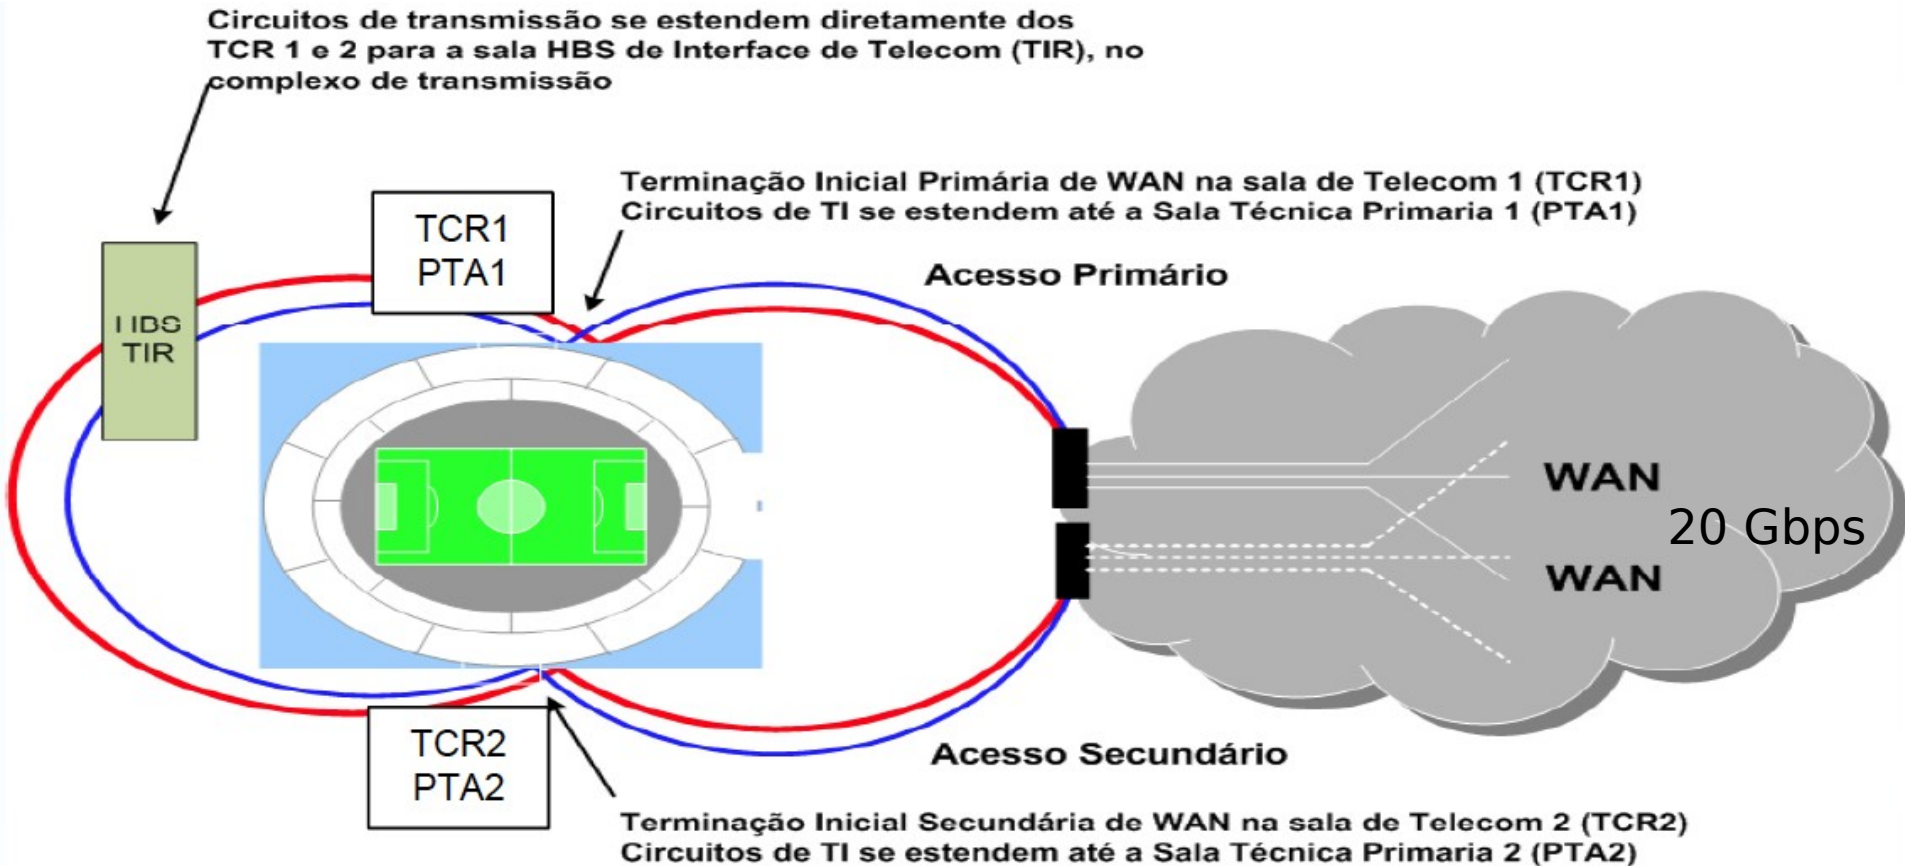 Circuitos de transmissão se estendem diretamente dos
TCR 1 e 2 para a sala HBS de Interface de Telecom (TIR), no
complexo de transmissão
Terminação Inicial Primária de WAN na sala de Telecom 1 (TCR1)
Circuitos de TI se estendem até a Sala Técnica Primaria 1 (PTA1)
TCR1
PTA1
Acesso Primário
HBS
TIR
WAN
20 Gbps
WAN
TCR2
PTA2
Acesso Secundário
Terminação Inicial Secundária de WAN na sala de Telecom 2 (TCR2)
Circuitos de TI se estendem até a Sala Técnica Primaria 2 (PTA2)